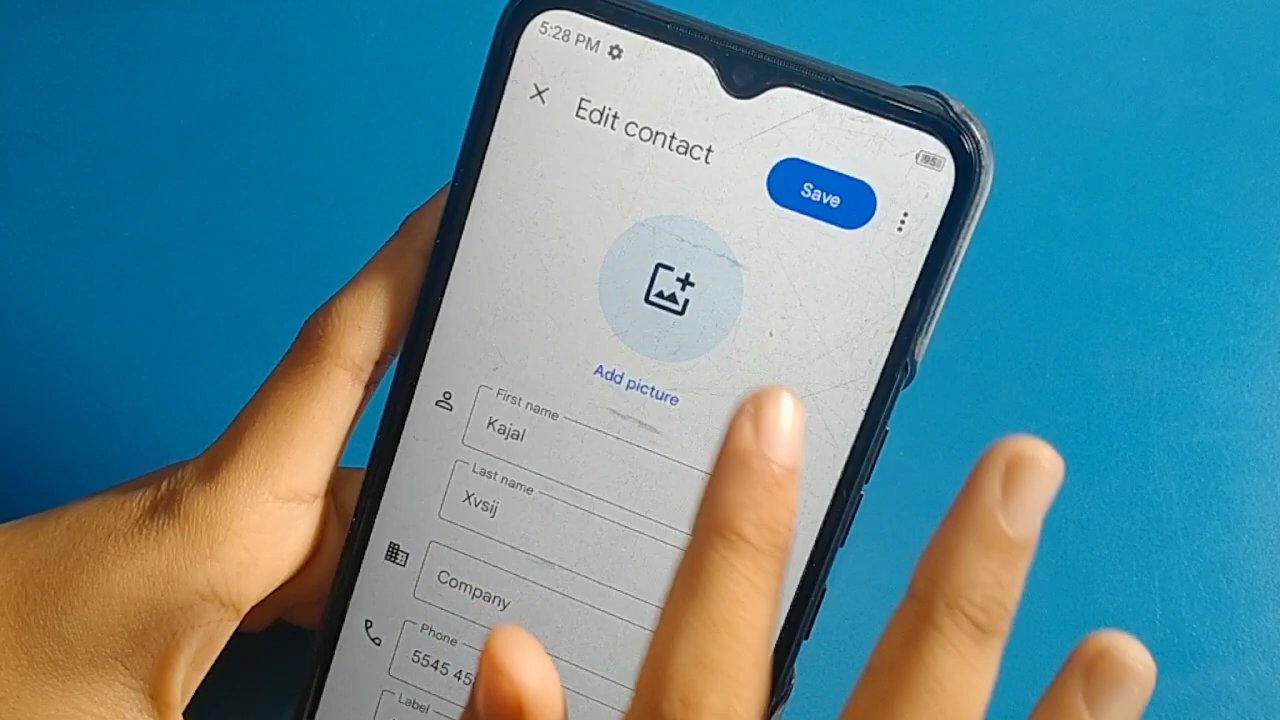 5:28 PM
95
Edit contact
Save
Add picture
First name
Kajal
Last name
Xvsij
Company
Phone
5545 45
Label